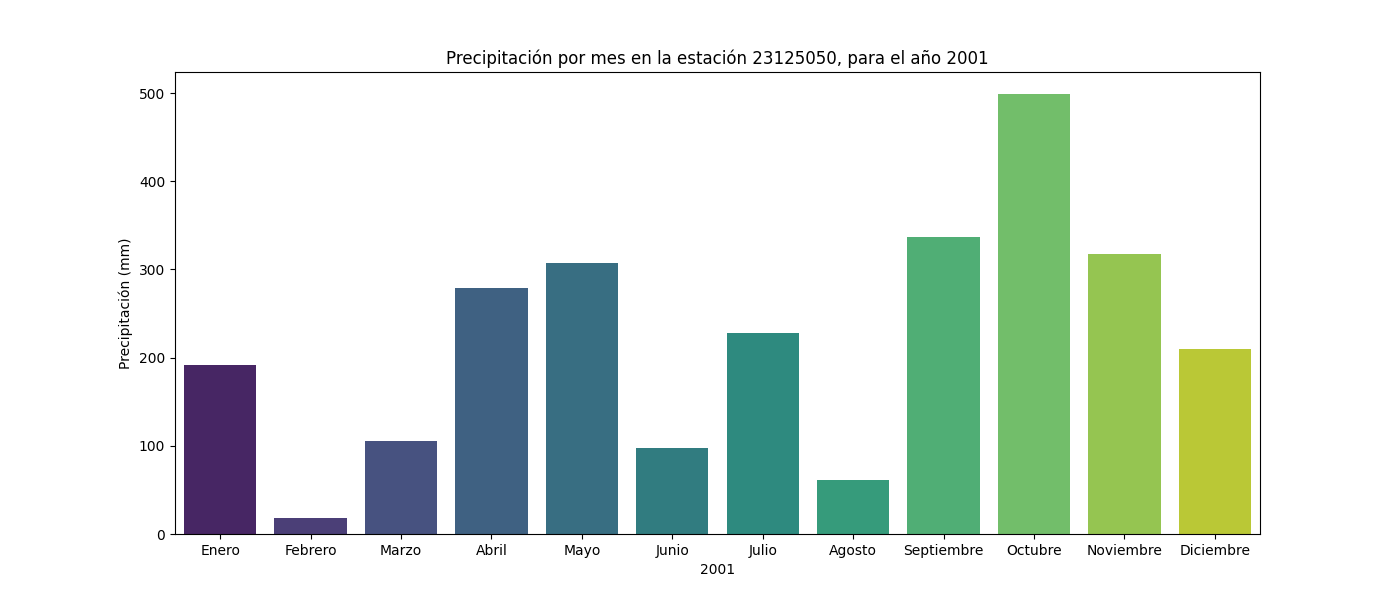 Precipitación por mes en la estación 23125050, para el año 2001
Precipitación (mm)
500
400
300
200
100
0
Enero Febrero Marzo Abril Mayo Junio Julio Agosto Septiembre Octubre Noviembre Diciembre
2001